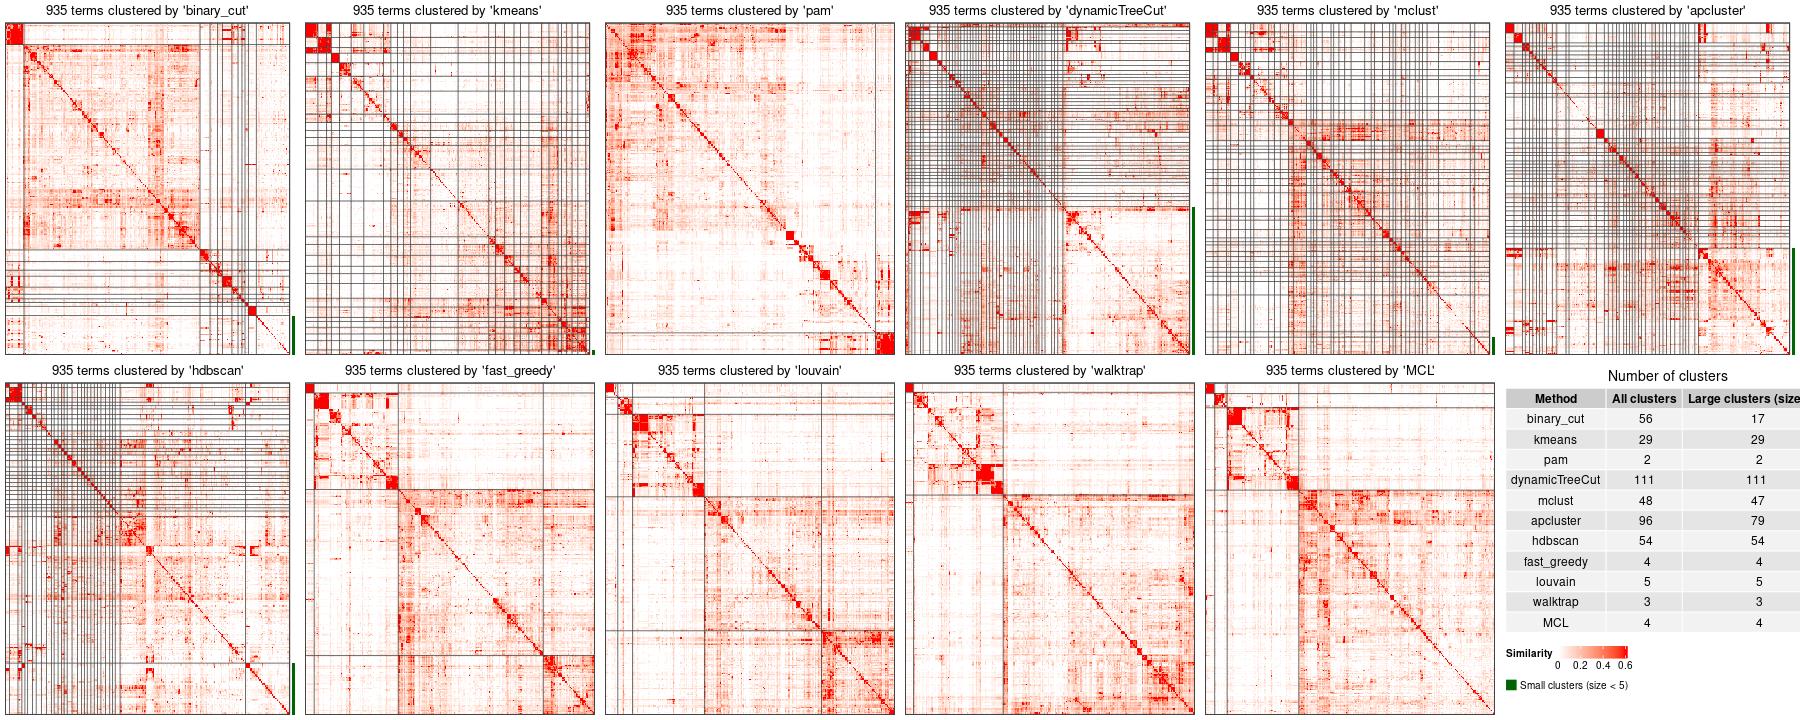 935 terms clustered by 'binary_cut'
935 terms clustered by 'kmeans'
935 terms clustered by 'pam'
935 terms clustered by 'dynamicTreeCut'
935 terms clustered by 'mclust'
935 terms clustered by 'apcluster'
935 terms clustered by 'hdbscan'
935 terms clustered by 'fast_greedy'
935 terms clustered by 'louvain'
935 terms clustered by 'walktrap'
935 terms clustered by 'MCL'
Number of clusters
Method All clusters Large clusters (size
binary_cut 56 17
kmeans 29 29
pam 2 2
dynamicTreeCut 111 111
mclust 48 47
apcluster 96 79
hdbscan 54 54
fast_greedy 4 4
louvain 5 5
walktrap 3 3
MCL 4 4
Similarity
0 0.2 0.4 0.6
Small clusters (size < 5)